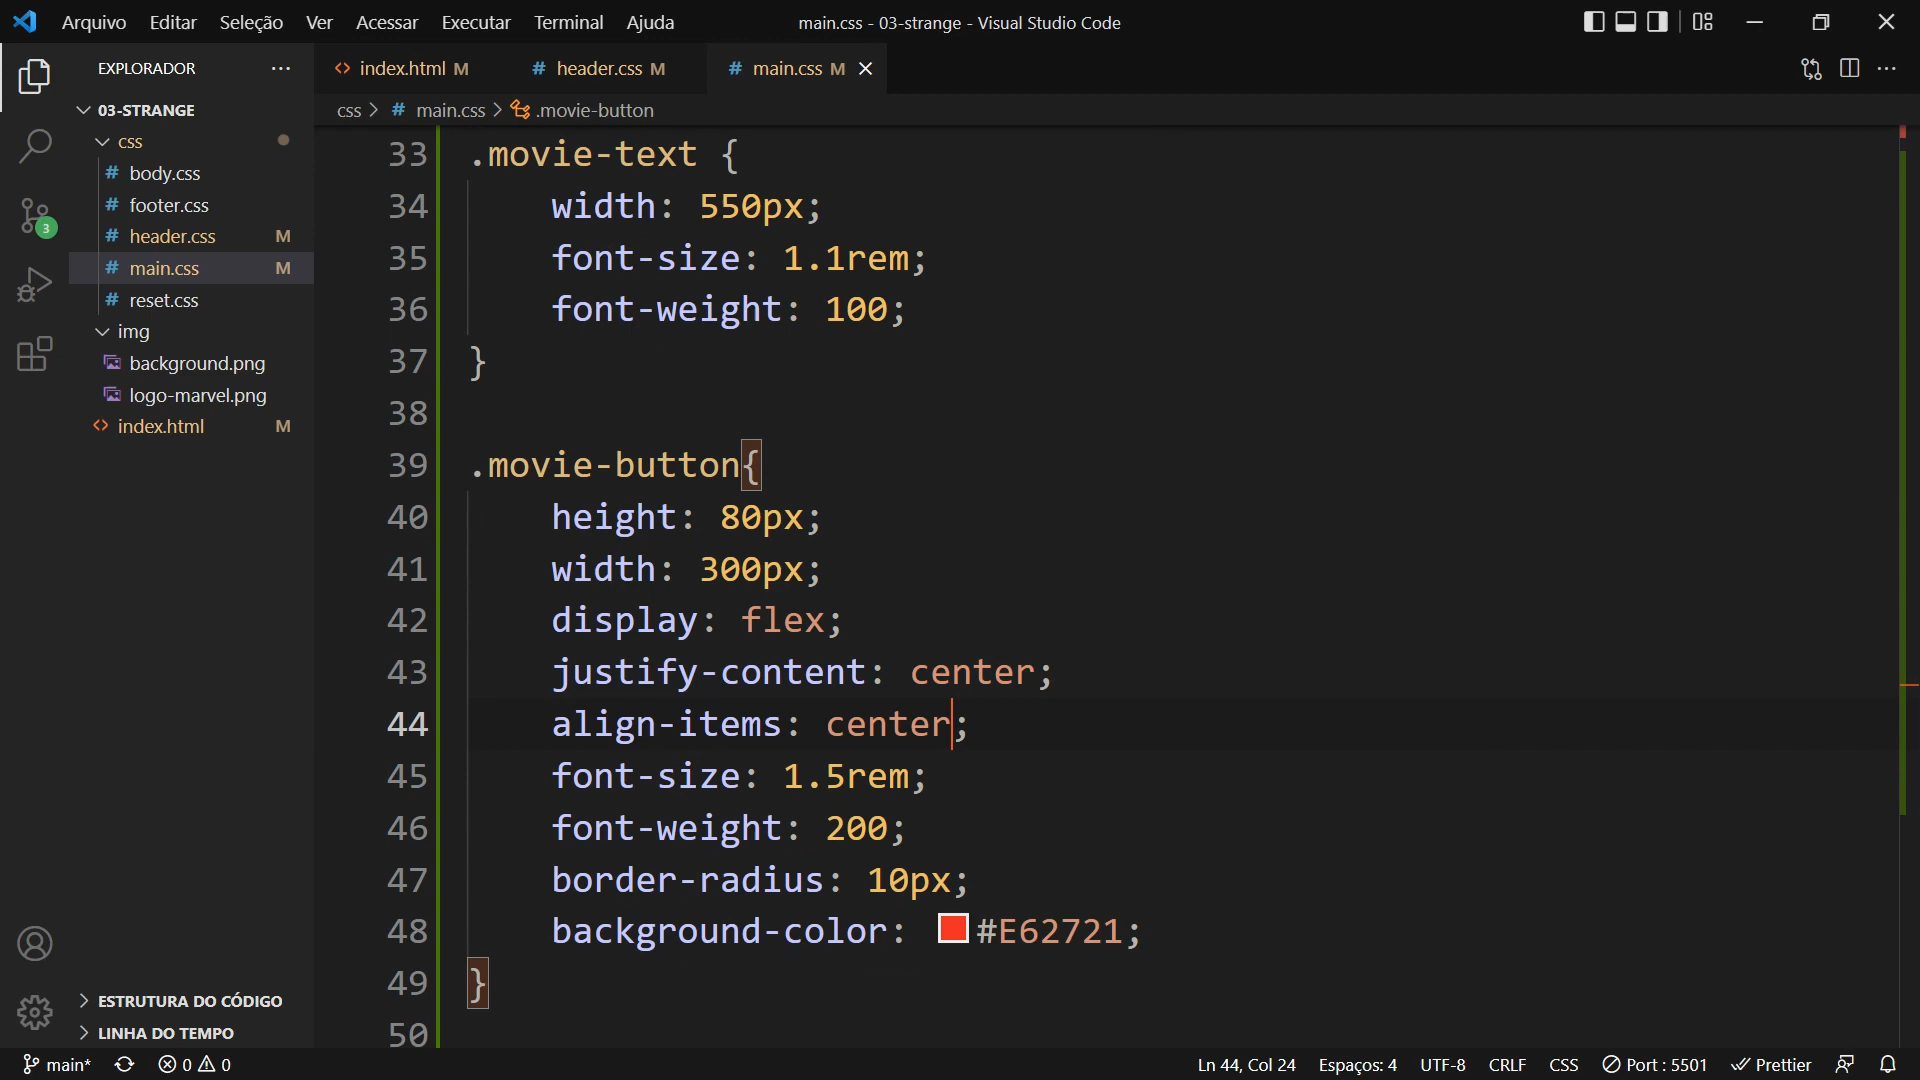 Arquivo Editar Seleção Ver Acessar Executar Terminal Ajuda
main.css - 03-strange - Visual Studio Code
EXPLORADOR ···
<> index.html M # header.css M # main.css M
css > # main.css > .movie-button
03-STRANGE
css
# body.css
# footer.css
# header.css M
# main.css M
# reset.css
img
background.png
logo-marvel.png
<> index.html M
3
ESTRUTURA DO CÓDIGO
LINHA DO TEMPO
33 .movie-text {
34 width: 550px;
35 font-size: 1.1rem;
36 font-weight: 100;
37 }
38
39 .movie-button{
40 height: 80px;
41 width: 300px;
42 display: flex;
43 justify-content: center;
44 align-items: center;
45 font-size: 1.5rem;
46 font-weight: 200;
47 border-radius: 10px;
48 background-color: #E62721;
49 }
50
main* 0 0 Ln 44, Col 24 Espaços: 4 UTF-8 CRLF CSS Port : 5501 Prettier